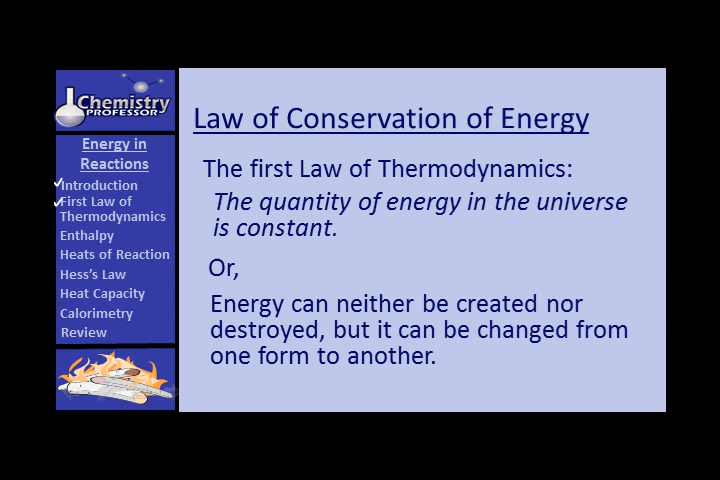 Chemistry
PROFESSOR
Energy in
Reactions
Introduction
First Law of
Thermodynamics
Enthalpy
Heats of Reaction
Hess's Law
Heat Capacity
Calorimetry
Review
Law of Conservation of Energy
The first Law of Thermodynamics:
The quantity of energy in the universe
is constant.
Or,
Energy can neither be created nor
destroyed, but it can be changed from
one form to another.